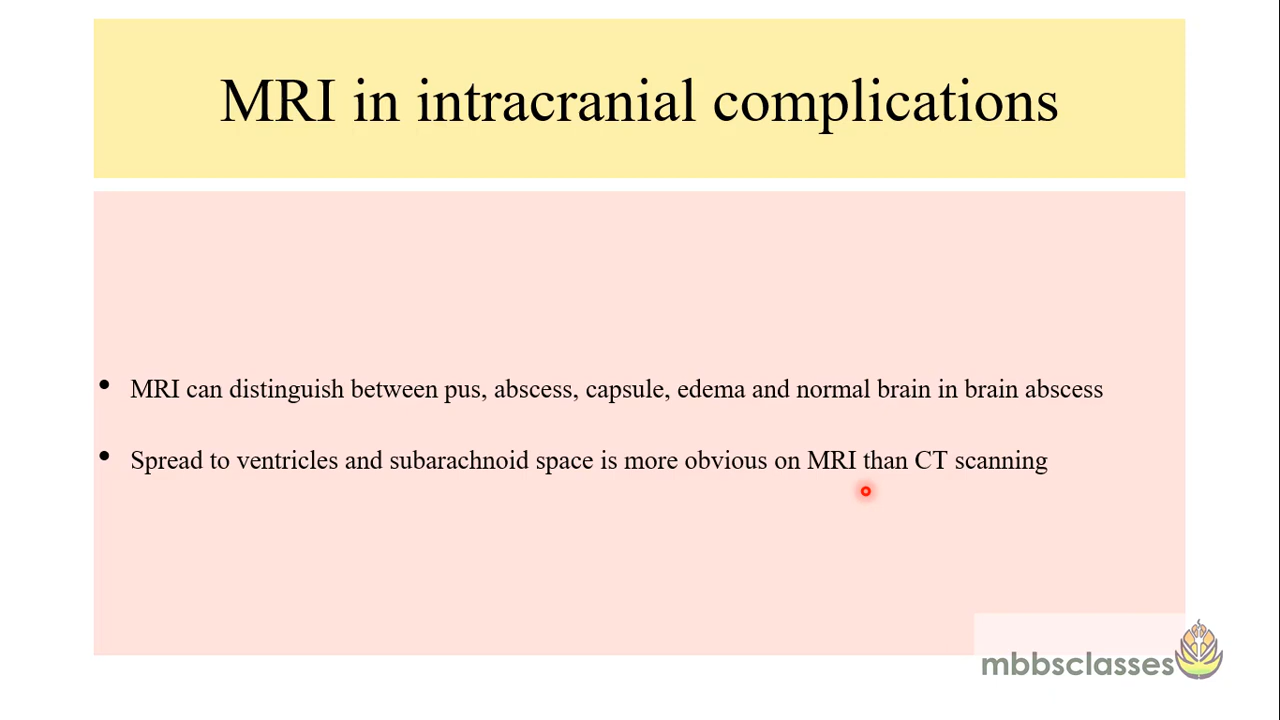 MRI in intracranial complications
• MRI can distinguish between pus, abscess, capsule, edema and normal brain in brain abscess
• Spread to ventricles and subarachnoid space is more obvious on MRI than CT scanning
mbbsclasses